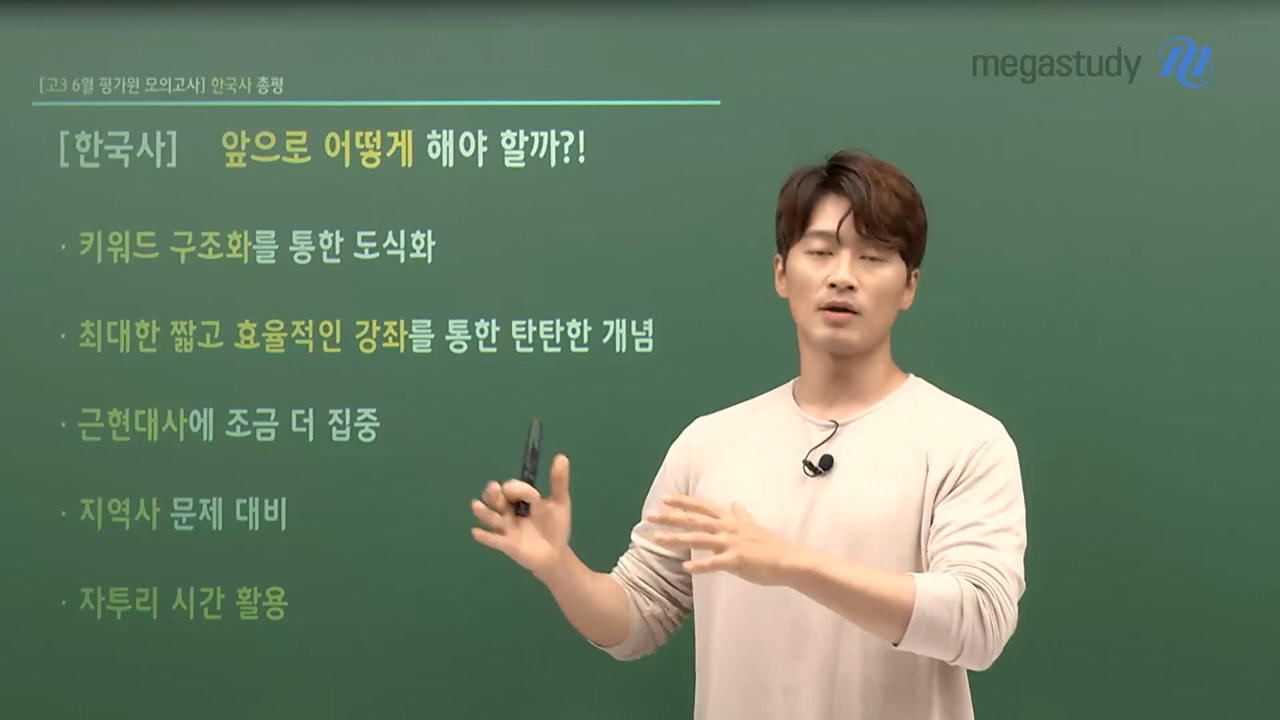 [고3 6월 평가원 모의고사] 한국사 총평
megastudy
[한국사] 앞으로 어떻게 해야 할까?!
· 키워드 구조화를 통한 도식화
· 최대한 짧고 효율적인 강좌를 통한 탄탄한 개념
· 근현대사에 조금 더 집중
· 지역사 문제 대비
· 자투리 시간 활용